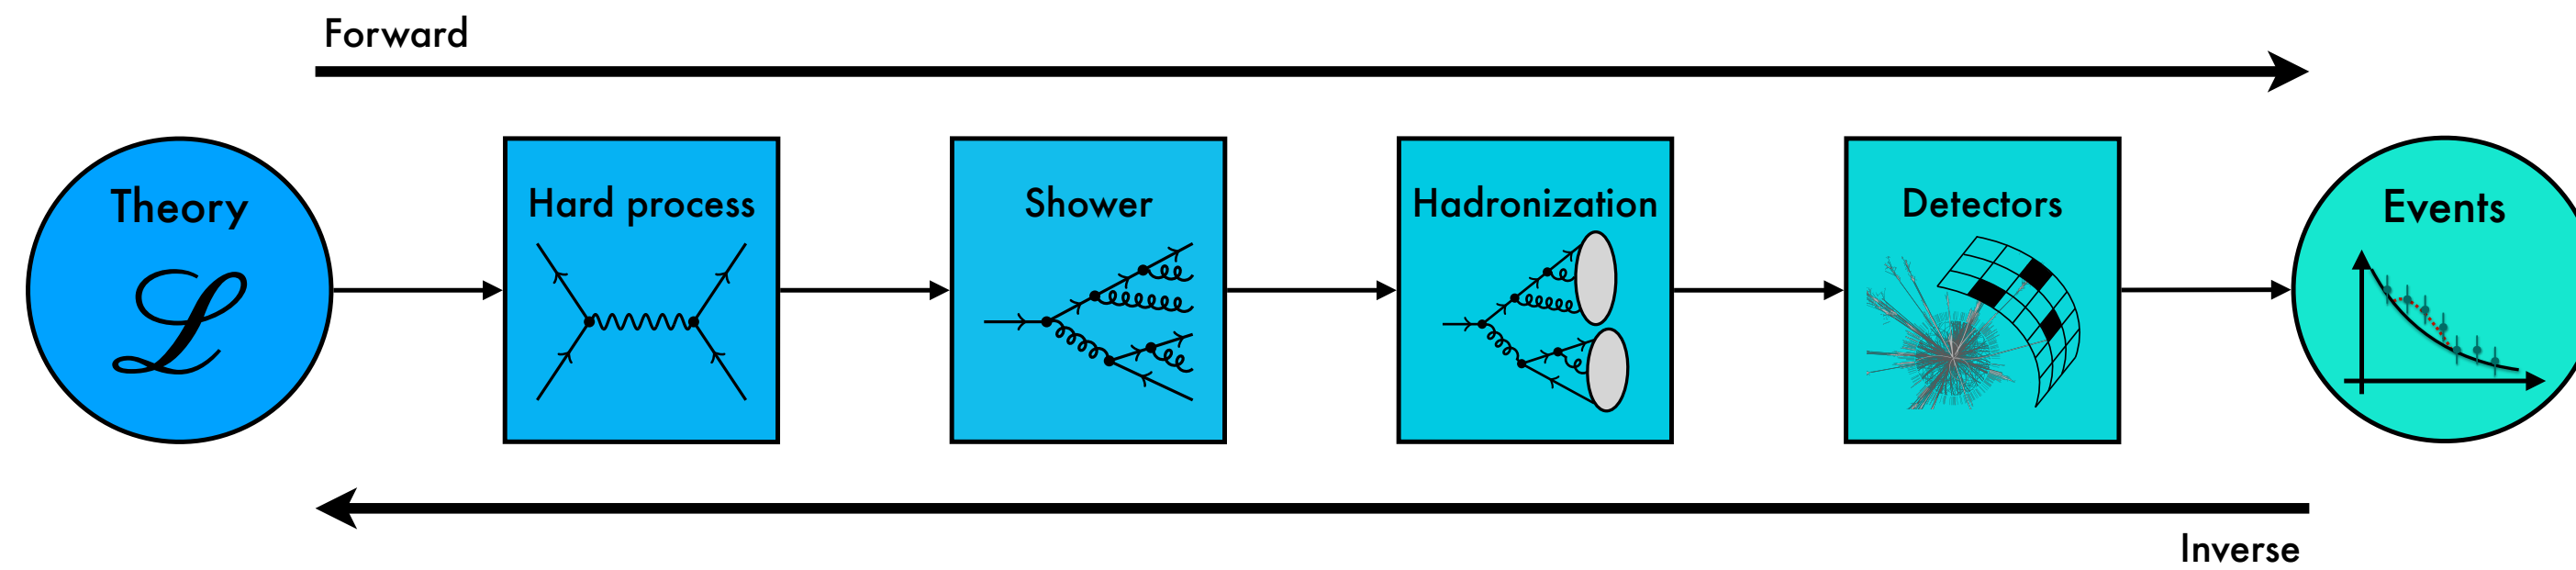 Forward
Theory
ℒ
Hard process
Shower
Hadronization
Detectors
Events
Inverse